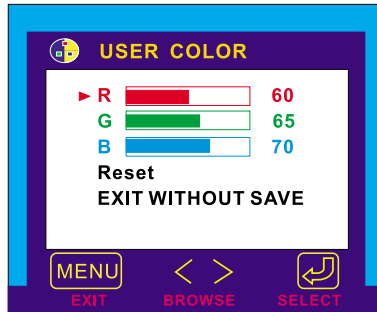 USER COLOR
R 60
G 65
B 70
Reset
EXIT WITHOUT SAVE
MENU < >
EXIT BROWSE SELECT